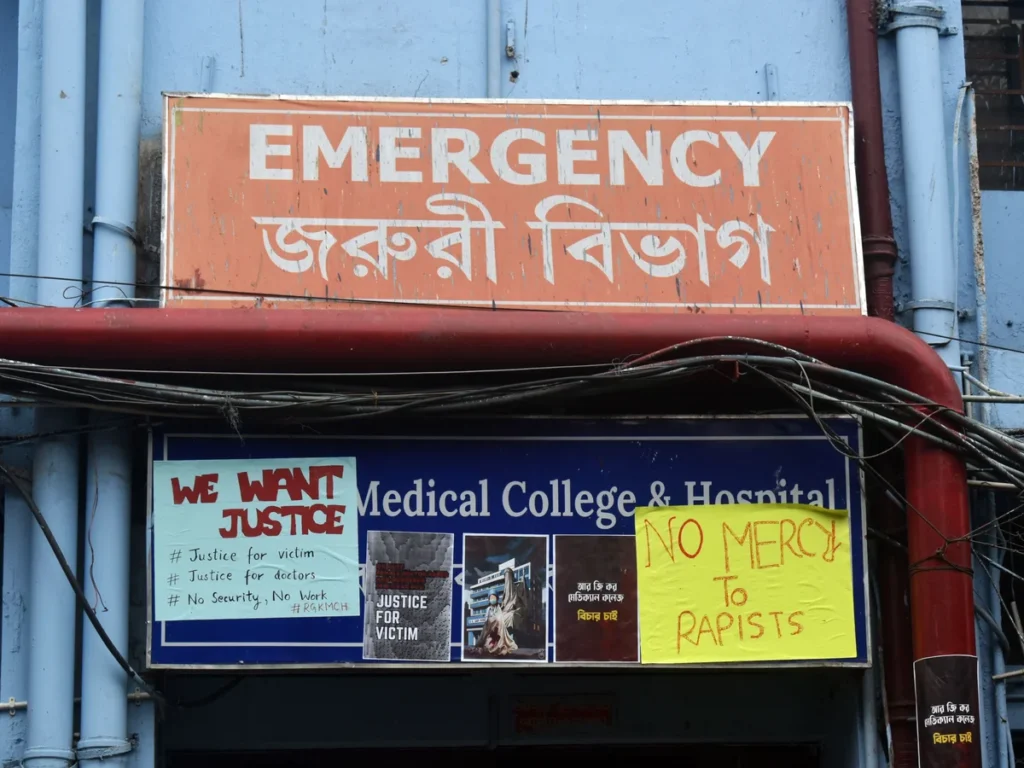 EMERGENCY
জরুরী বিভাগ
WE WANT
JUSTICE
# Justice for victim
# Justice for doctors
# No Security, No Work
#RGKMCH
Medical College & Hospital
JUSTICE
FOR
VICTIM
আর জি কর
মেডিক্যাল কলেজ
বিচার চাই
NO MERCY
To
RAPISTS
আর জি কর
মেডিক্যাল কলেজ
বিচার চাই